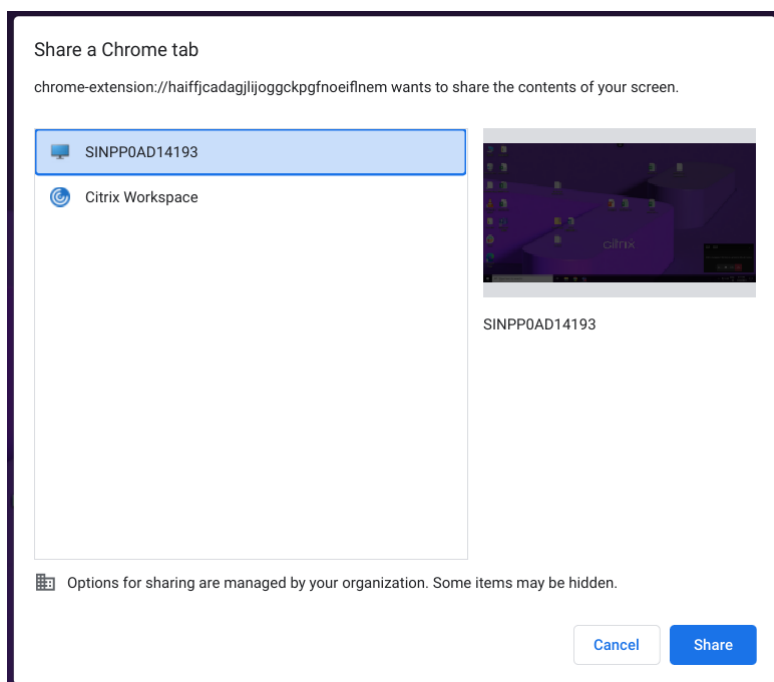 Share a Chrome tab
chrome-extension://haiffjcadagjlijoggckpgfnoeiflnem wants to share the contents of your screen.
SINPP0AD14193
Citrix Workspace
citrix
SINPP0AD14193
Options for sharing are managed by your organization. Some items may be hidden.
Cancel
Share